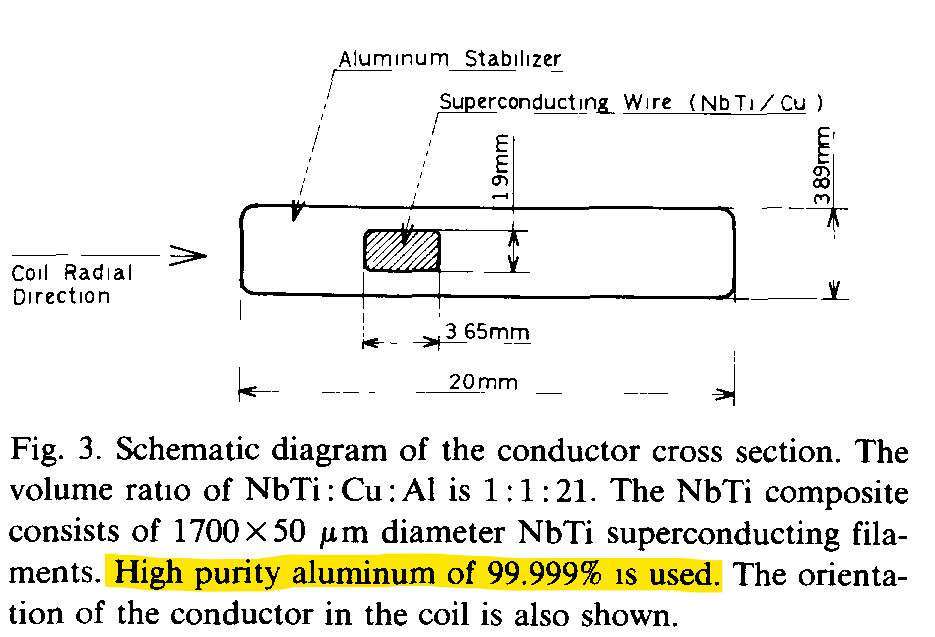 Aluminum Stabilizer
Superconducting Wire (NbTi/Cu)
1.9mm
3.89mm
Coil Radial
Direction
3.65mm
20mm
Fig. 3. Schematic diagram of the conductor cross section. The
volume ratio of NbTi:Cu:Al is 1:1:21. The NbTi composite
consists of 1700×50 μm diameter NbTi superconducting fila-
ments. High purity aluminum of 99.999% is used. The orienta-
tion of the conductor in the coil is also shown.